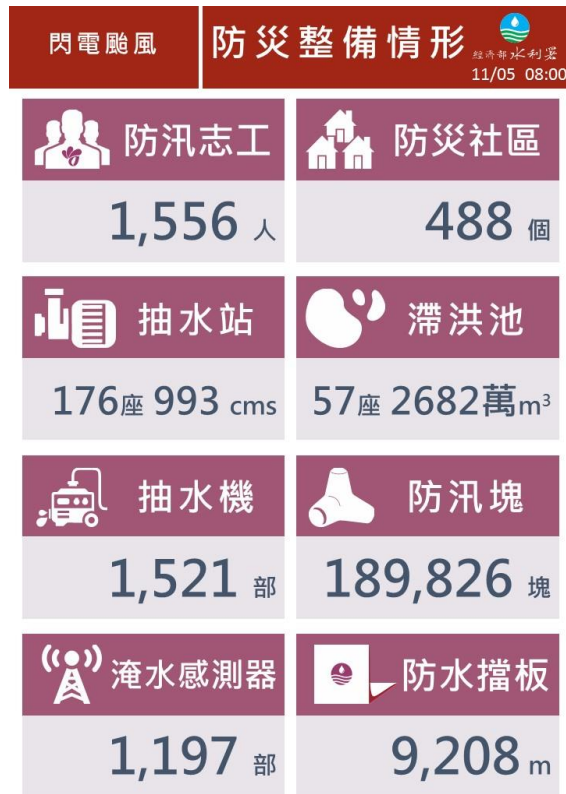 閃電颱風
防災整備情形
經濟部水利署
11/05 08:00
防汛志工
1,556 人
防災社區
488 個
抽水站
176座 993 cms
滯洪池
57座 2682萬m³
抽水機
1,521 部
防汛塊
189,826 塊
淹水感測器
1,197 部
防水擋板
9,208 m